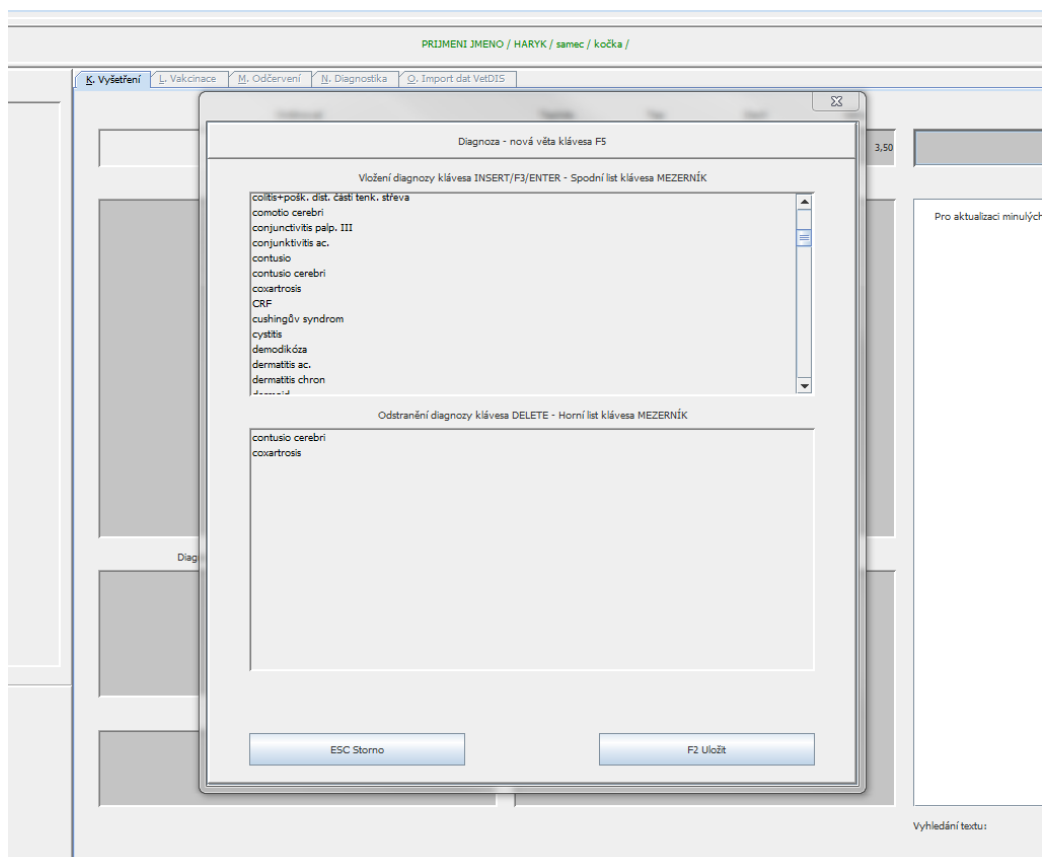 PRIJMENI JMENO / HARYK / samec / kočka /
K. Vyšetření L. Vakcinace M. Odčervení N. Diagnostika O. Import dat VetDIS
Diagnoza - nová věta klávesa F5
3,50
Vložení diagnozy klávesa INSERT/F3/ENTER - Spodní list klávesa MEZERNÍK
colitis+pošk. dist. části tenk. střeva
comotio cerebri
conjunctivitis palp. III
conjunktivitis ac.
contusio
contusio cerebri
coxartrosis
CRF
cushingův syndrom
cystitis
demodikóza
dermatitis ac.
dermatitis chron
dermoid
Pro aktualizaci minulých
Odstranění diagnozy klávesa DELETE - Horní list klávesa MEZERNÍK
contusio cerebri
coxartrosis
Diag
ESC Storno
F2 Uložit
Vyhledání textu: